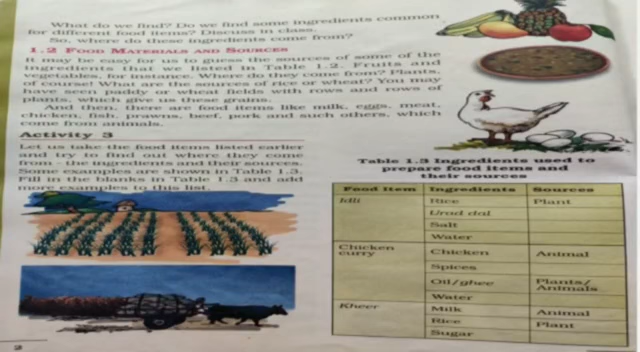 What do we find? Do we find some ingredients common
for different food items? Discuss in class.
So, where do these ingredients come from?
1.2 FOOD MATERIALS AND SOURCES
It may be easy for us to guess the sources of some of the
ingredients that we listed in Table 1.2. Fruits and
vegetables, for instance. Where do they come from? Plants,
of course! What are the sources of rice or wheat? You may
have seen paddy or wheat fields with rows and rows of
plants, which give us these grains.
And then, there are food items like milk, eggs, meat,
chicken, fish, prawns, beef, pork and such others, which
come from animals.
Activity 3
Let us take the food items listed earlier
and try to find out where they come
from – the ingredients and their sources.
Some examples are shown in Table 1.3.
Fill in the blanks in Table 1.3 and add
more examples to this list.
Table 1.3 Ingredients used to
prepare food items and
their sources
Food Item Ingredients Sources
Idli Rice Plant
Urad dal
Salt
Water
Chicken curry Chicken Animal
Spices
Oil/ghee Plants/
Animals
Water
Kheer Milk Animal
Rice Plant
Sugar
2